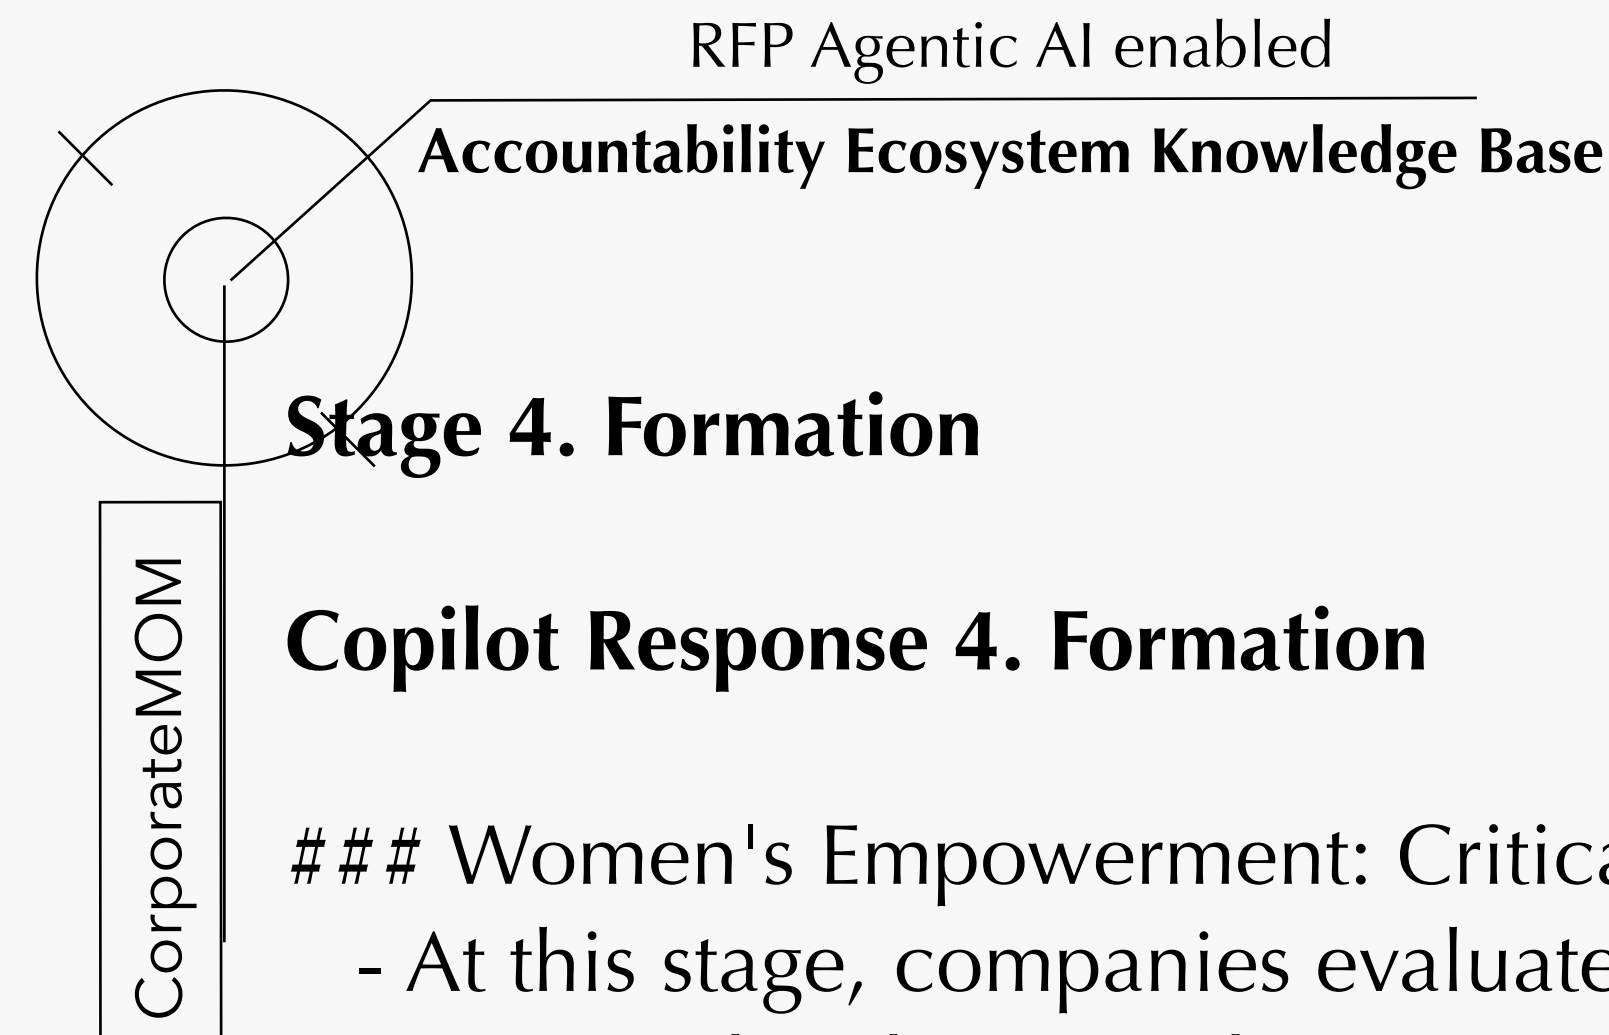 RFP Agentic AI enabled
Accountability Ecosystem Knowledge Base
Stage 4. Formation
Copilot Response 4. Formation
### Women's Empowerment:
- At this stage, companies evaluate
CorporateMOM